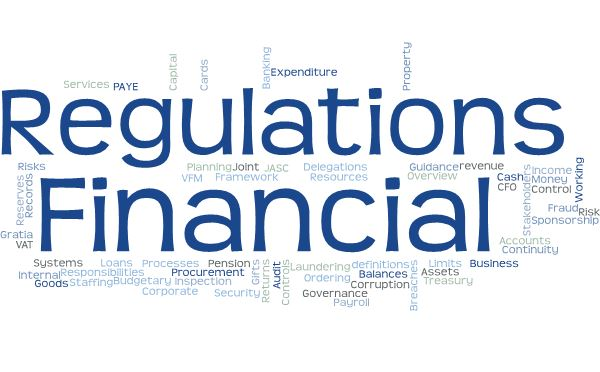 Services PAYE Capital Cards Banking Expenditure Property
Regulations
Risks Planning Joint JASC Delegations Guidance revenue Income
VFM Framework Resources Overview Cash Money Working
Reserves Records CFO Control Stakeholders
Financial
Fraud Risk
Gratia Sponsorship
VAT Accounts
Continuity
Systems Loans Processes Pension Gifts Returns Audit Controls Laundering definitions Limits Business
Internal Responsibilities Procurement Ordering Balances Breaches Assets
Goods Staffing Budgetary Inspection Corruption Treasury
Corporate Security Governance
Payroll